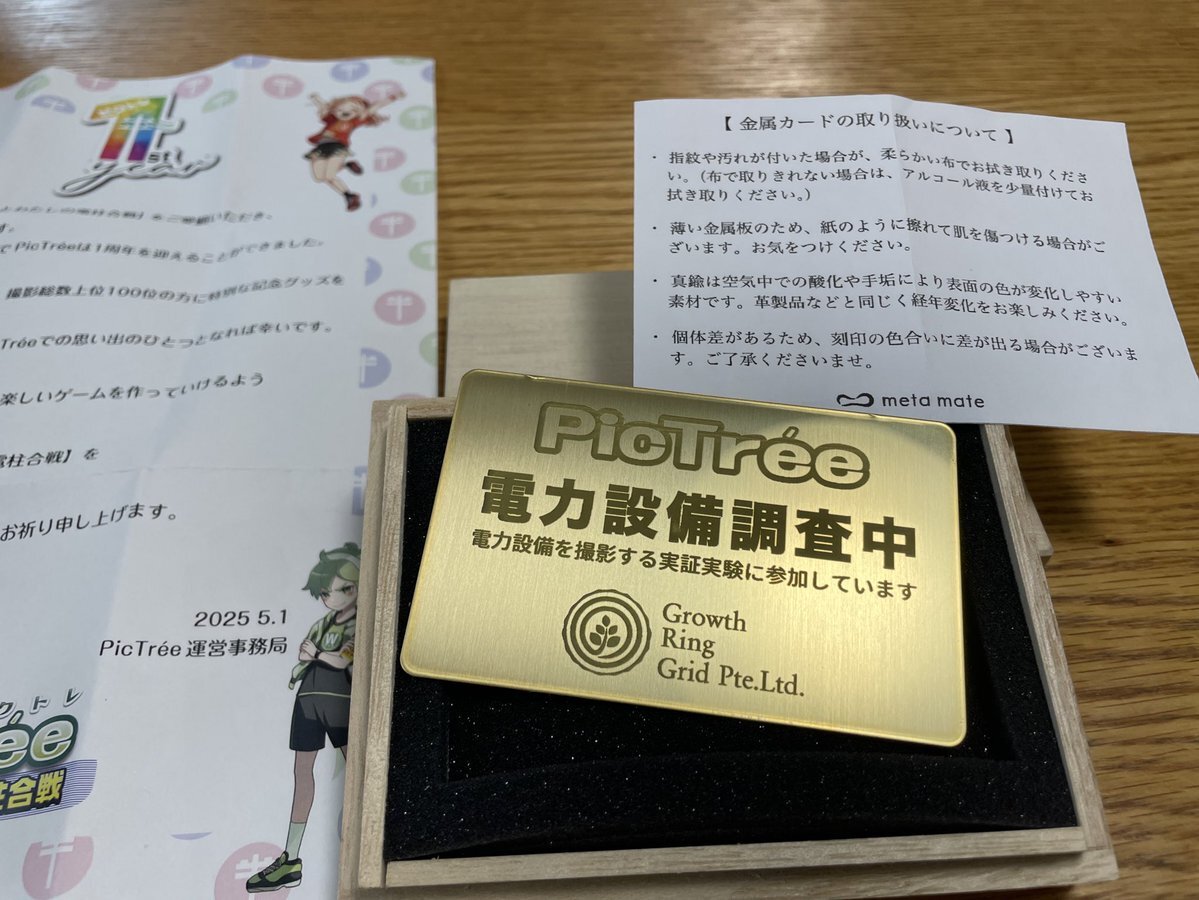 1st
year
PicTréeは1周年を迎えることができました。
撮影総数上位100位の方に特別な記念グッズを
Tréeでの思い出のひとつとなれば幸いです。
楽しいゲームを作っていけるよう
電柱合戦】を
お祈り申し上げます。
2025 5.1
PicTrée 運営事務局
クトレ
ée
柱合戦
【 金属カードの取り扱いについて 】
・ 指紋や汚れが付いた場合が、柔らかい布でお拭き取りくださ
い。（布で取りきれない場合は、アルコール液を少量付けてお
拭き取りください。）
・ 薄い金属板のため、紙のように擦れて肌を傷つける場合がご
ざいます。お気をつけください。
・ 真鍮は空気中での酸化や手垢により表面の色が変化しやすい
素材です。革製品などと同じく経年変化をお楽しみください。
・ 個体差があるため、刻印の色合いに差が出る場合がございま
す。ご了承くださいませ。
meta mate
PicTrée
電力設備調査中
電力設備を撮影する実証実験に参加しています
Growth
Ring
Grid Pte.Ltd.
W